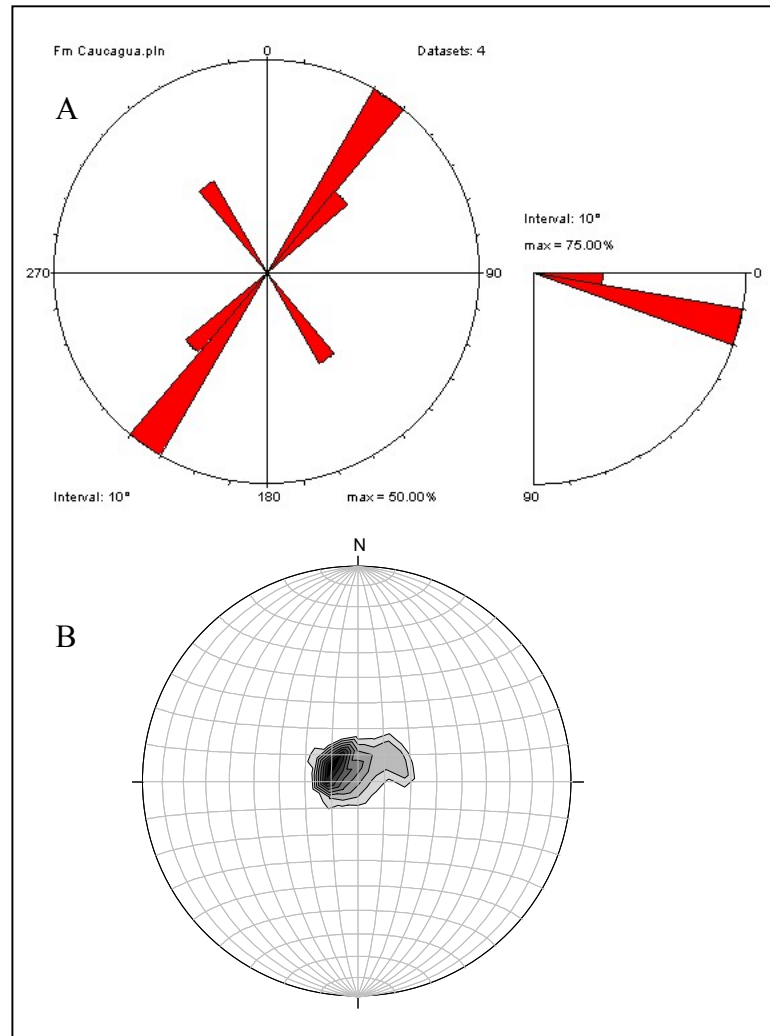 Fm Caucagua.pln 0 Datasets: 4
A
Interval: 10°
max = 75.00%
270 90 0
Interval: 10° 180 max = 50.00% 90
N
B